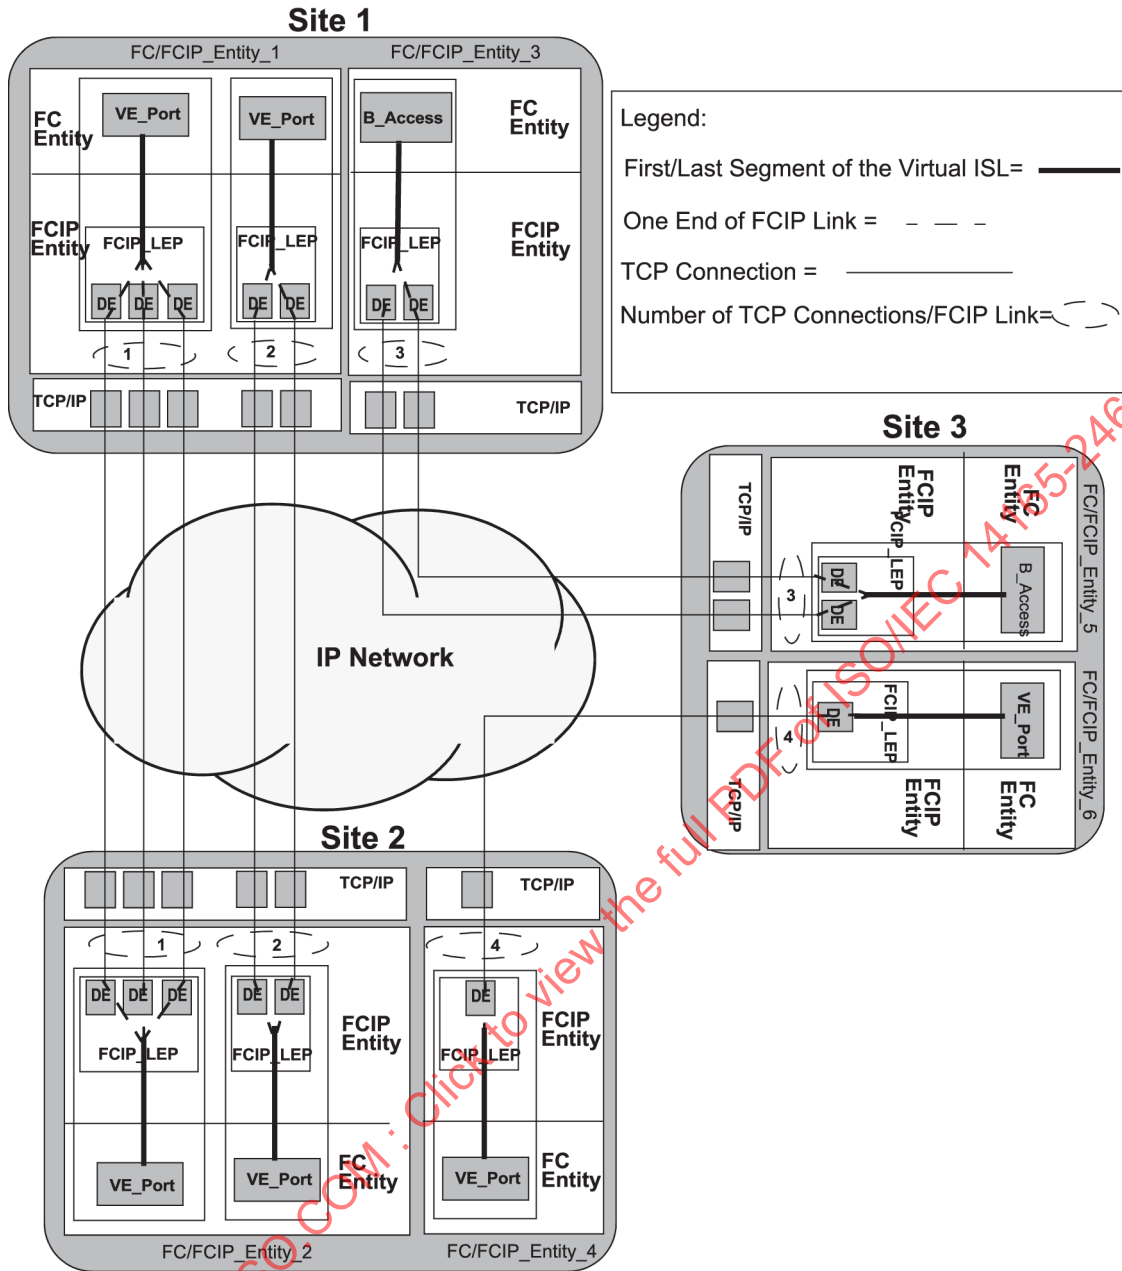 Site 1
FC/FCIP_Entity_1
FC/FCIP_Entity_3
FC
Entity
VE_Port
VE_Port
B_Access
FC
Entity
FCIP
Entity
FCIP_LEP
FCIP_LEP
FCIP_LEP
FCIP
Entity
DE
DE
DE
DE
DE
DE
DE
1
2
3
TCP/IP
TCP/IP
Legend:
First/Last Segment of the Virtual ISL=
One End of FCIP Link =
TCP Connection =
Number of TCP Connections/FCIP Link=
Site 3
TCP/IP
FCIP
Entity
FC
Entity
FC/FCIP_Entity_5
FCIP_LEP
DE
DE
3
B_Access
TCP/IP
4
DE
FCIP_LEP
VE_Port
FCIP
Entity
FC
Entity
FC/FCIP_Entity_6
IP Network
Site 2
TCP/IP
TCP/IP
1
2
4
DE
DE
DE
DE
DE
DE
FCIP_LEP
FCIP_LEP
FCIP_LEP
FCIP
Entity
FCIP
Entity
VE_Port
VE_Port
VE_Port
FC
Entity
FC
Entity
FC/FCIP_Entity_2
FC/FCIP_Entity_4
SO.COM : Click to view the full PDF of ISO/IEC 14165-246